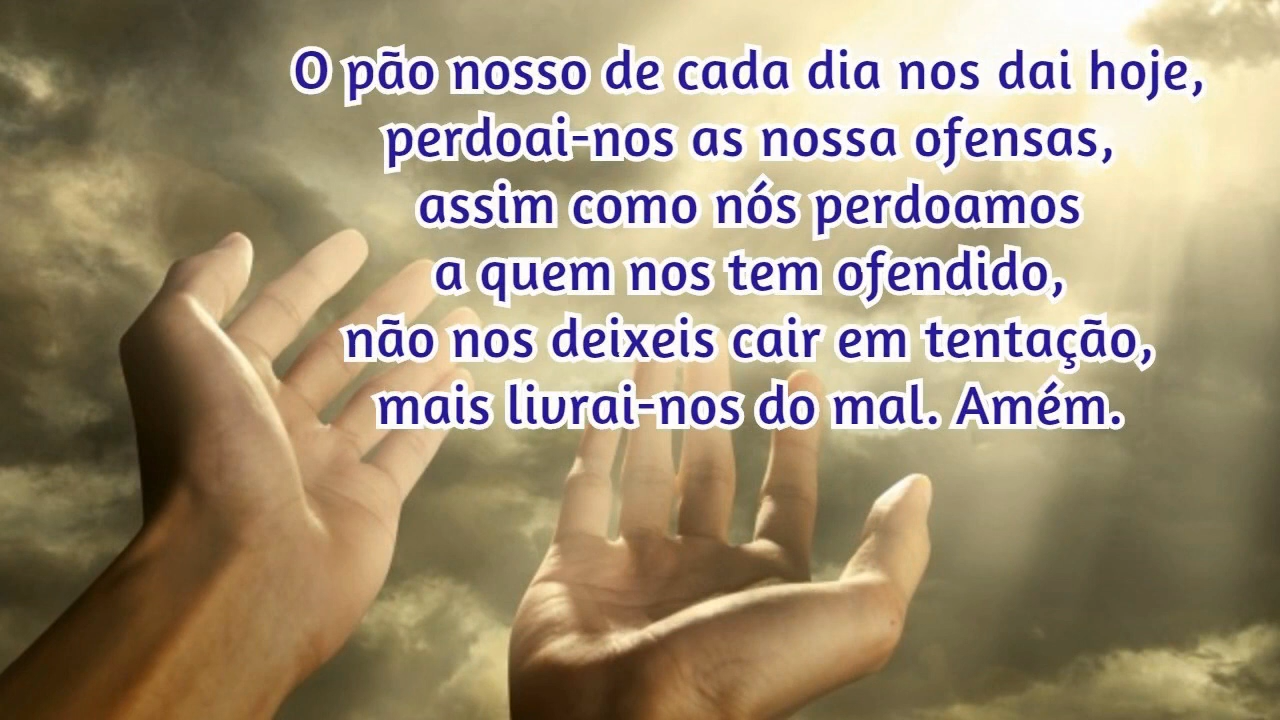 O pão nosso de cada dia nos dai hoje,
perdoai-nos as nossa ofensas,
assim como nós perdoamos
a quem nos tem ofendido,
não nos deixeis cair em tentação,
mais livrai-nos do mal. Amém.